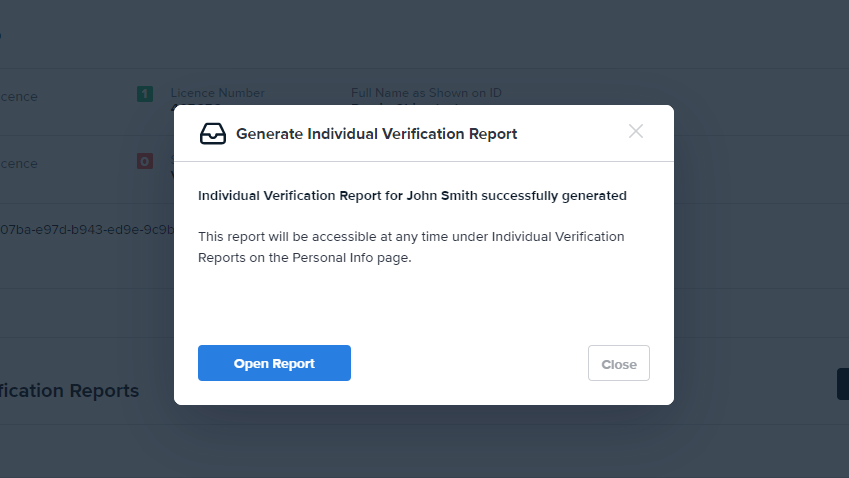 cence
1
Licence Number
Full Name as Shown on ID
Generate Individual Verification Report
cence
0
Individual Verification Report for John Smith successfully generated
07ba-e97d-b943-ed9e-9c9b
This report will be accessible at any time under Individual Verification
Reports on the Personal Info page.
Open Report
Close
fication Reports